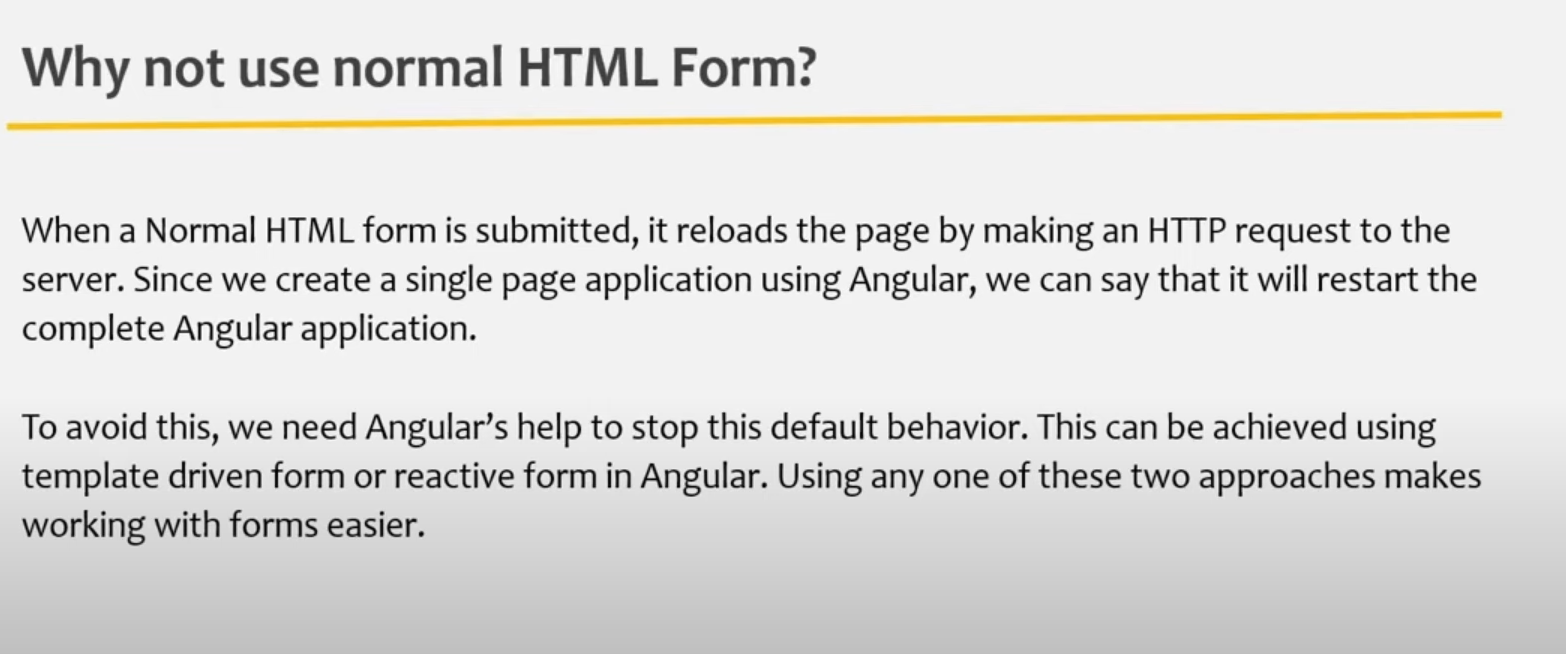 Why not use normal HTML Form?
When a Normal HTML form is submitted, it reloads the page by making an HTTP request to the
server. Since we create a single page application using Angular, we can say that it will restart the
complete Angular application.
To avoid this, we need Angular’s help to stop this default behavior. This can be achieved using
template driven form or reactive form in Angular. Using any one of these two approaches makes
working with forms easier.